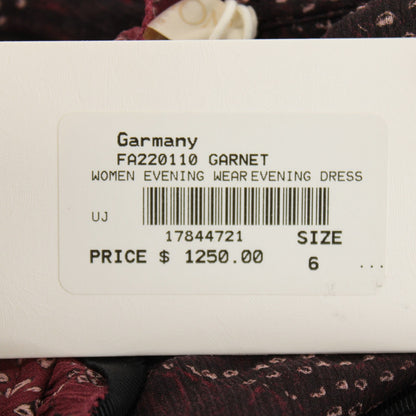 Garmany
FA220110 GARNET
WOMEN EVENING WEAR EVENING DRESS
UJ
17844721 SIZE
PRICE $ 1250.00 6 ...